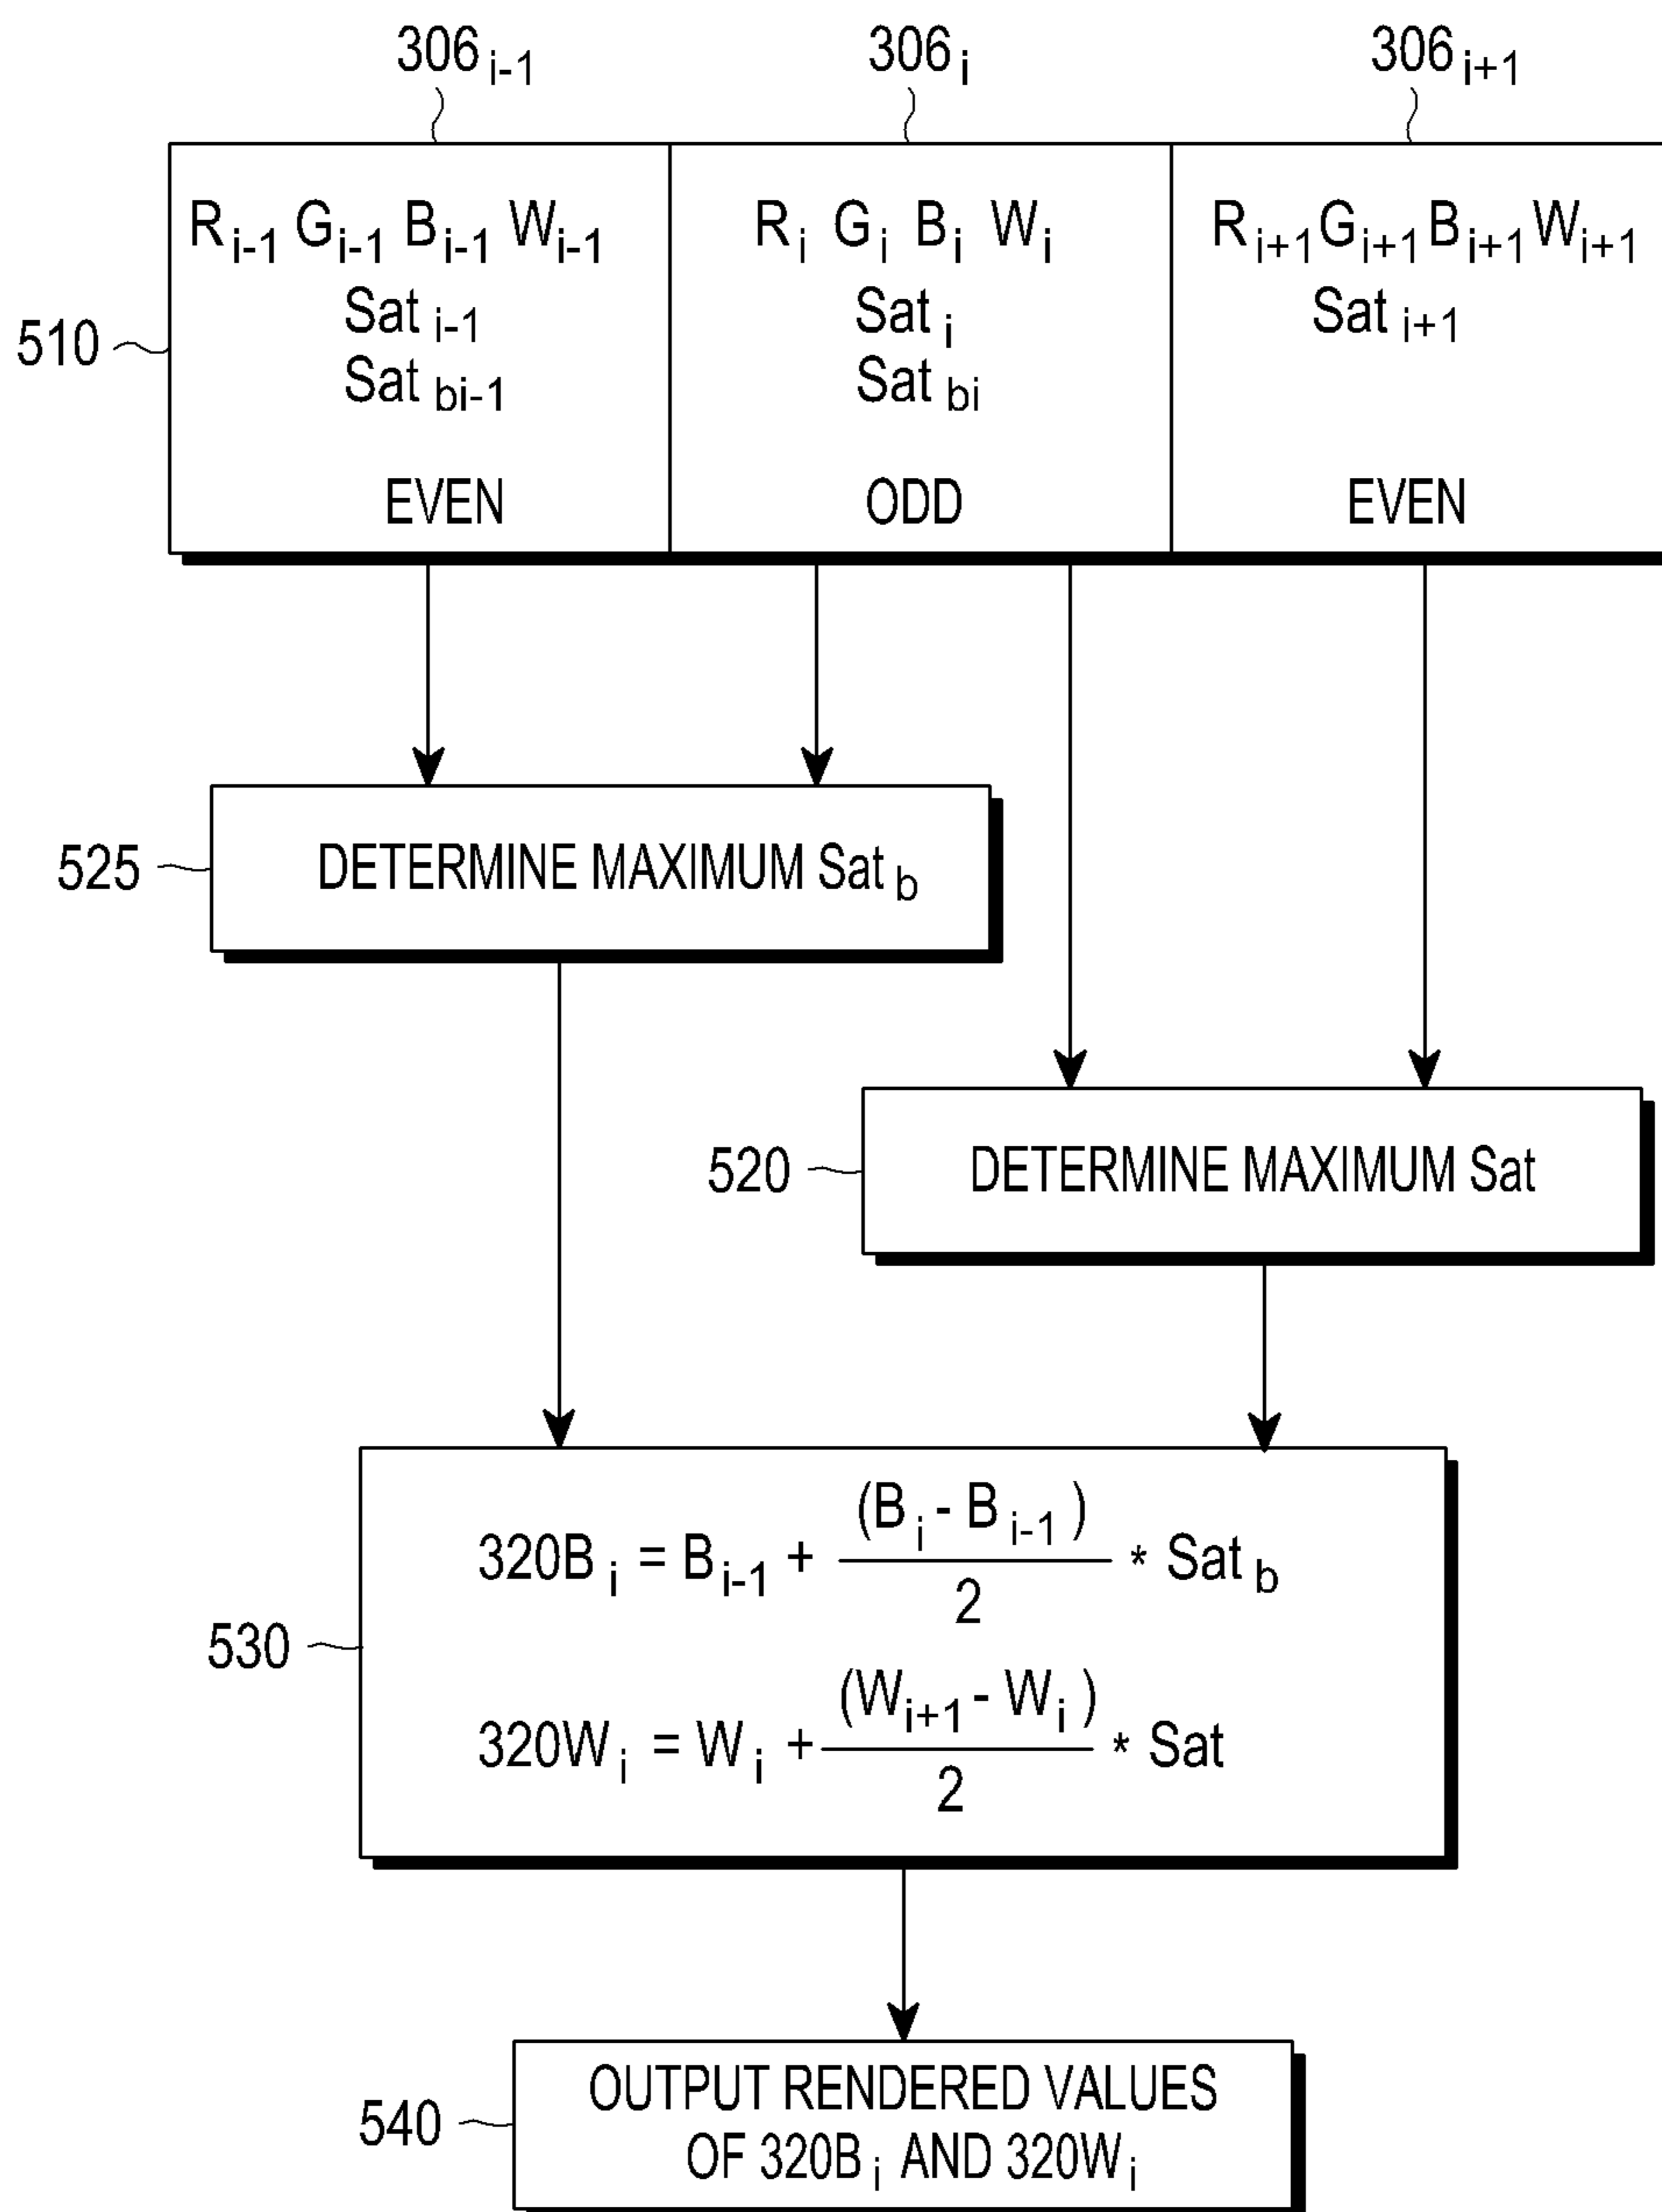 306 i-1 306 i 306 i+1
R i-1 G i-1 B i-1 W i-1 R i G i B i W i R i+1 G i+1 B i+1 W i+1
Sat i-1 Sat i Sat i+1
510
Sat bi-1 Sat bi
EVEN ODD EVEN
525 DETERMINE MAXIMUM Sat b
520 DETERMINE MAXIMUM Sat
320B i = B i-1 + (B i - B i-1 ) / 2 * Sat b
530
320W i = W i + (W i+1 - W i ) / 2 * Sat
OUTPUT RENDERED VALUES
540
OF 320B i AND 320W i